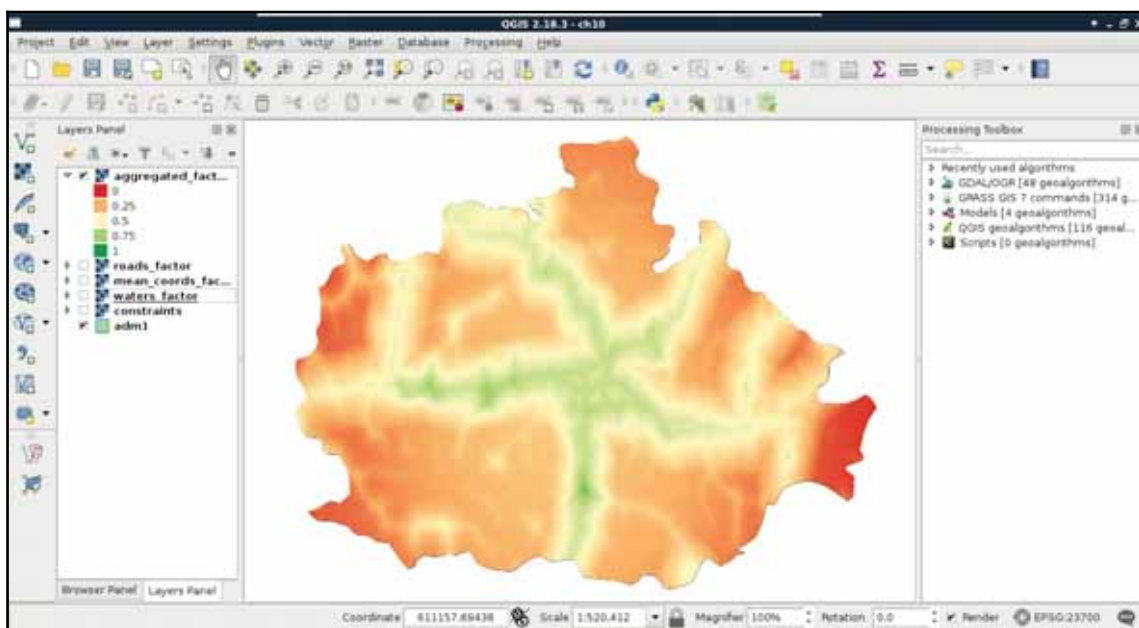 QGIS 2.18.3 - ch10
Project Edit View Layer Settings Plugins Vector Raster Database Processing Help
Layers Panel
aggregated_fact...
0
0.25
0.5
0.75
1
roads_factor
mean_coords_fac...
waters_factor
constraints
adm1
Browser Panel Layers Panel
Processing Toolbox
Search...
Recently used algorithms
GDAL/OGR [48 geoalgorithms]
GRASS GIS 7 commands [314 g...
Models [4 geoalgorithms]
QGIS geoalgorithms [116 geoal...
Scripts [0 geoalgorithms]
Coordinate 611157,69438 Scale 1:520.412 Magnifier 100% Rotation 0.0 Render EPSG:23700